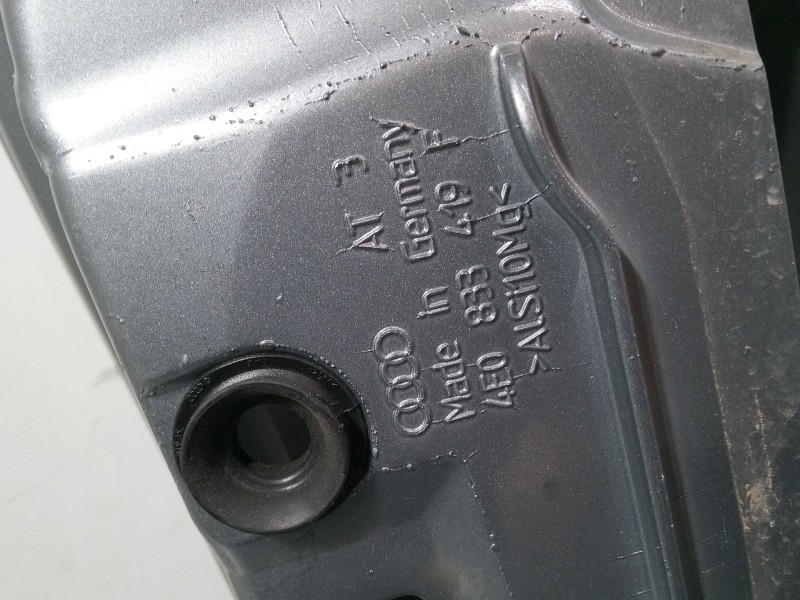 AT 3
Made in Germany
4E0 833 419 F
>ALSi10Mg<